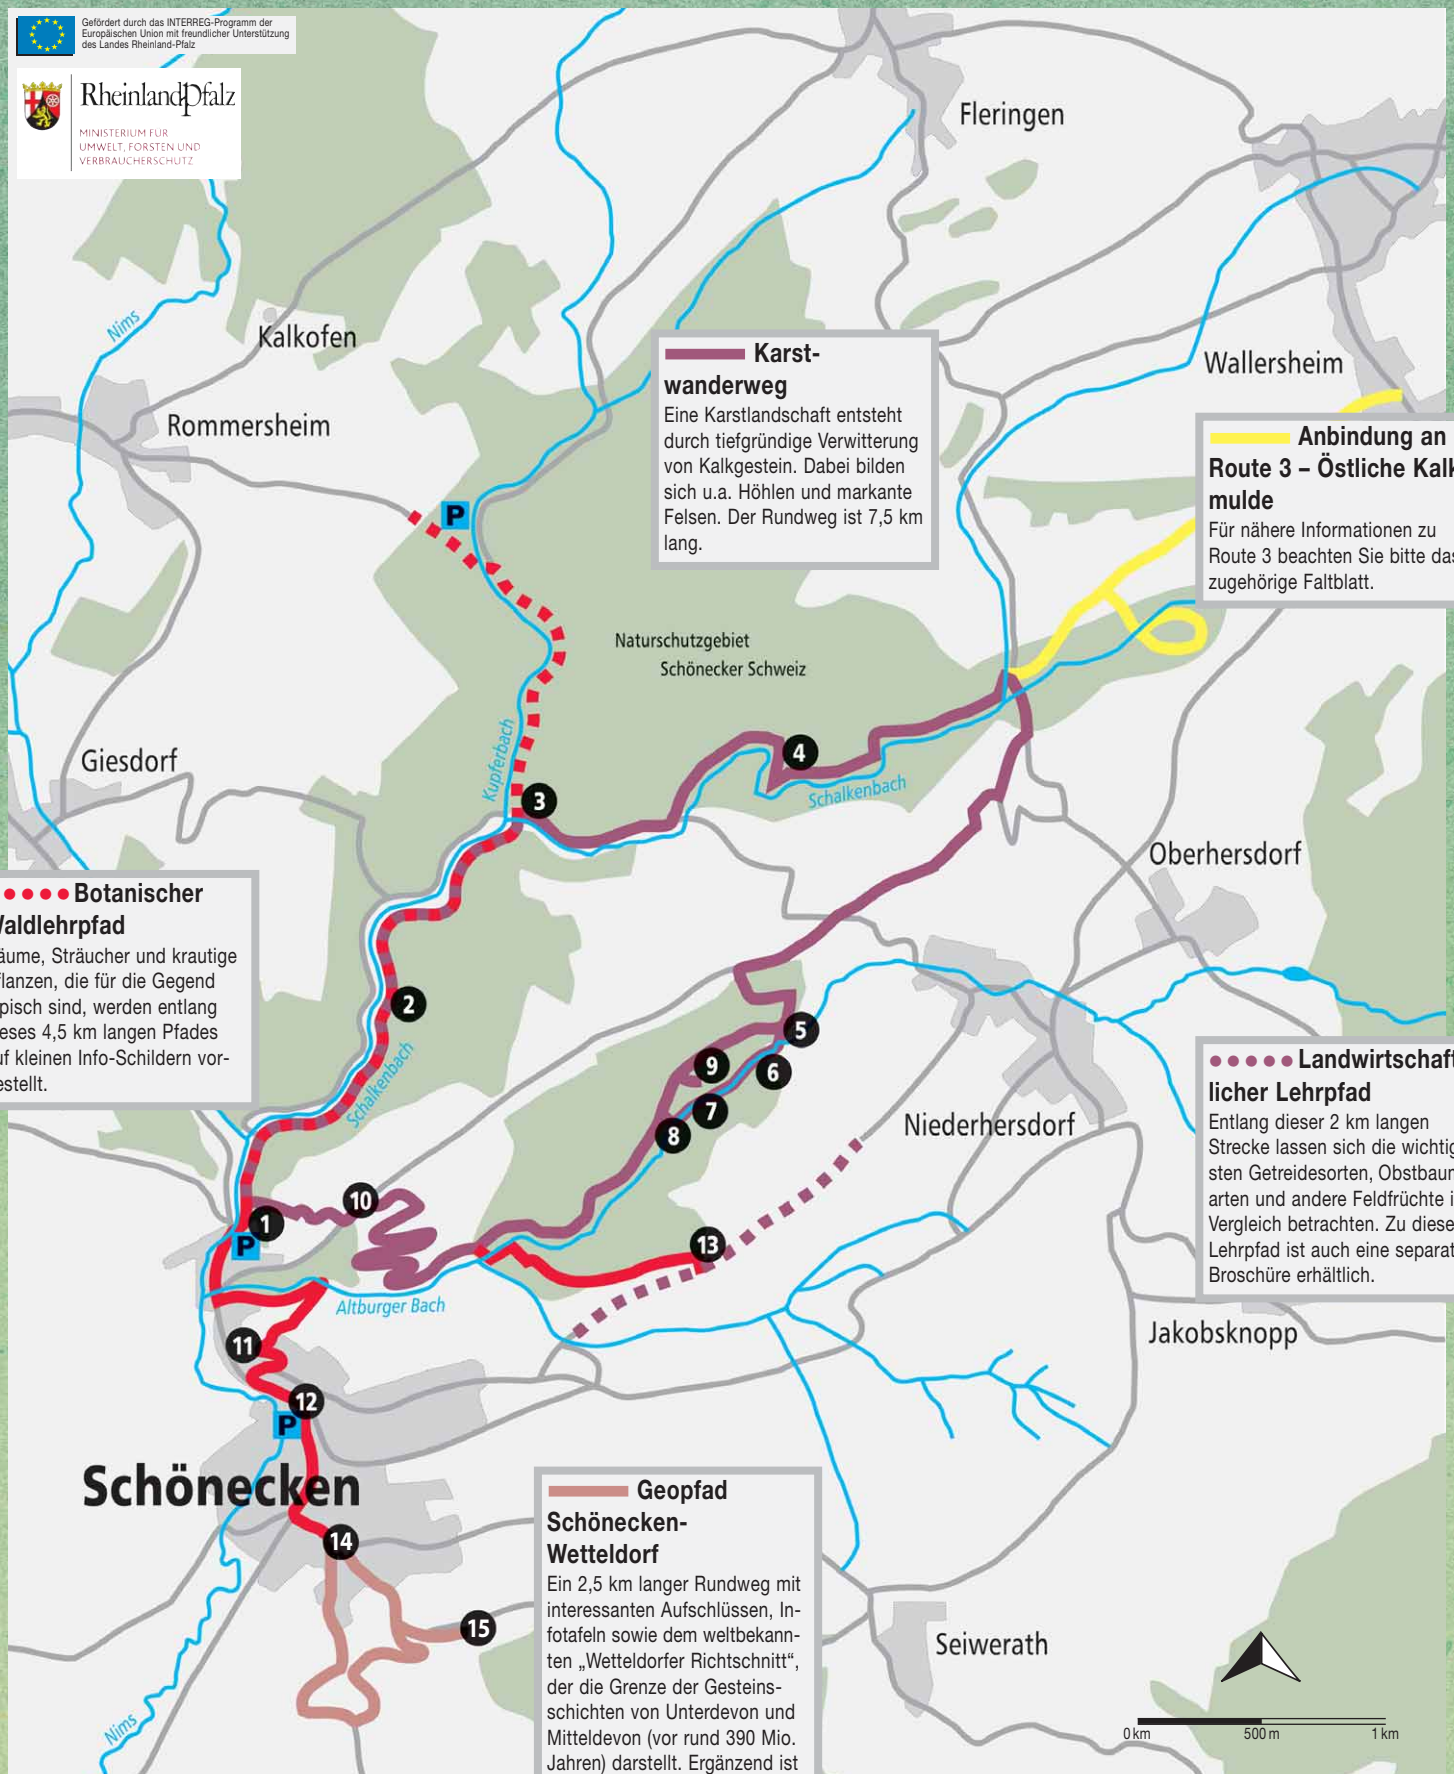 Gefördert durch das INTERREG-Programm der
Europäischen Union mit freundlicher Unterstützung
des Landes Rheinland-Pfalz
RheinlandPfalz
MINISTERIUM FÜR
UMWELT, FORSTEN UND
VERBRAUCHERSCHUTZ
Fleringen
Nims
Kalkofen
Karst-
wanderweg
Eine Karstlandschaft entsteht
durch tiefgründige Verwitterung
von Kalkgestein. Dabei bilden
sich u.a. Höhlen und markante
Felsen. Der Rundweg ist 7,5 km
lang.
Wallersheim
Rommersheim
Anbindung an
Route 3 – Östliche Kalk
mulde
Für nähere Informationen zu
Route 3 beachten Sie bitte das
zugehörige Faltblatt.
P
Naturschutzgebiet
Schönecker Schweiz
Kupferbach
Giesdorf
4
Schalkenbach
3
Oberhersdorf
Botanischer
Waldlehrpfad
äume, Sträucher und krautige
flanzen, die für die Gegend
pisch sind, werden entlang
eses 4,5 km langen Pfades
uf kleinen Info-Schildern vor-
estellt.
2
Schalkenbach
5
9
6
7
8
Niederhersdorf
Landwirtschaft
licher Lehrpfad
Entlang dieser 2 km langen
Strecke lassen sich die wichtig
sten Getreidesorten, Obstbaum
arten und andere Feldfrüchte i
Vergleich betrachten. Zu diese
Lehrpfad ist auch eine separat
Broschüre erhältlich.
10
1
P
13
Altburger Bach
Jakobsknopp
11
12
P
Schönecken
14
15
Geopfad
Schönecken-
Wetteldorf
Ein 2,5 km langer Rundweg mit
interessanten Aufschlüssen, In-
fotafeln sowie dem weltbekann-
ten „Wetteldorfer Richtschnitt“,
der die Grenze der Gesteins-
schichten von Unterdevon und
Mitteldevon (vor rund 390 Mio.
Jahren) darstellt. Ergänzend ist
Seiwerath
Nims
0 km 500 m 1 km